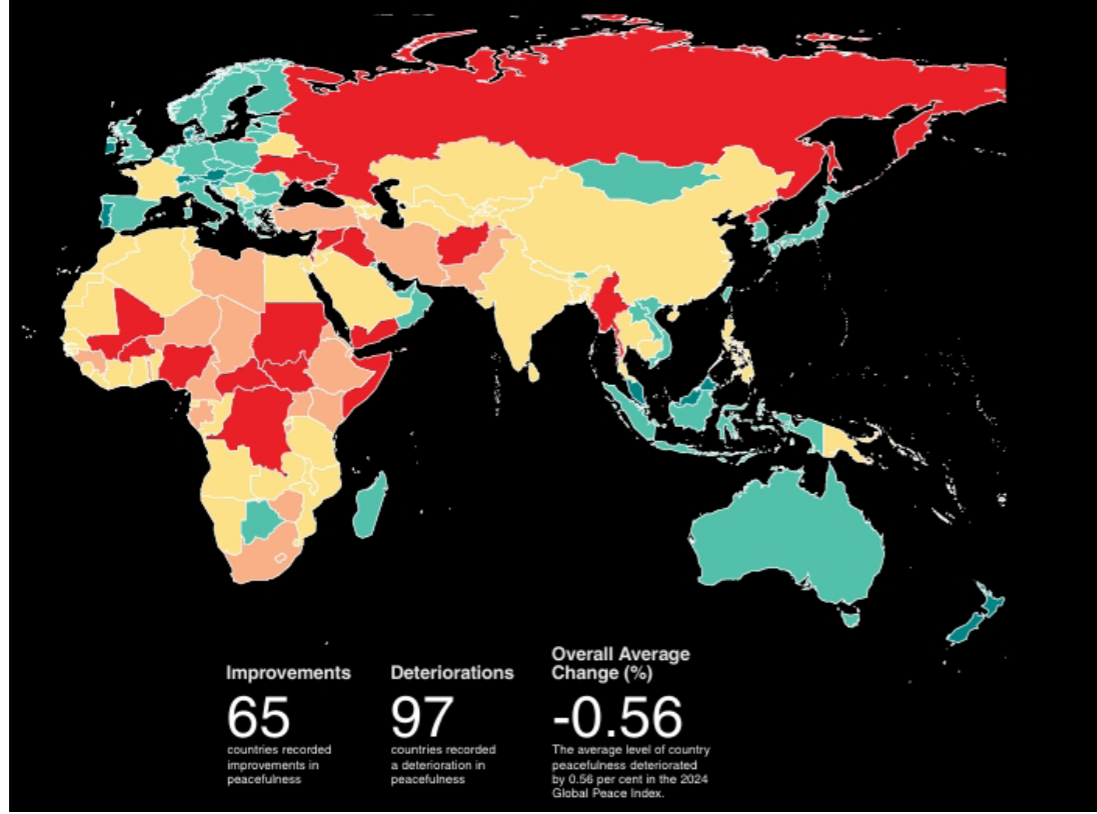 Improvements
65
countries recorded
improvements in
peacefulness
Deteriorations
97
countries recorded
a deterioration in
peacefulness
Overall Average
Change (%)
-0.56
The average level of country
peacefulness deteriorated
by 0.56 per cent in the 2024
Global Peace Index.